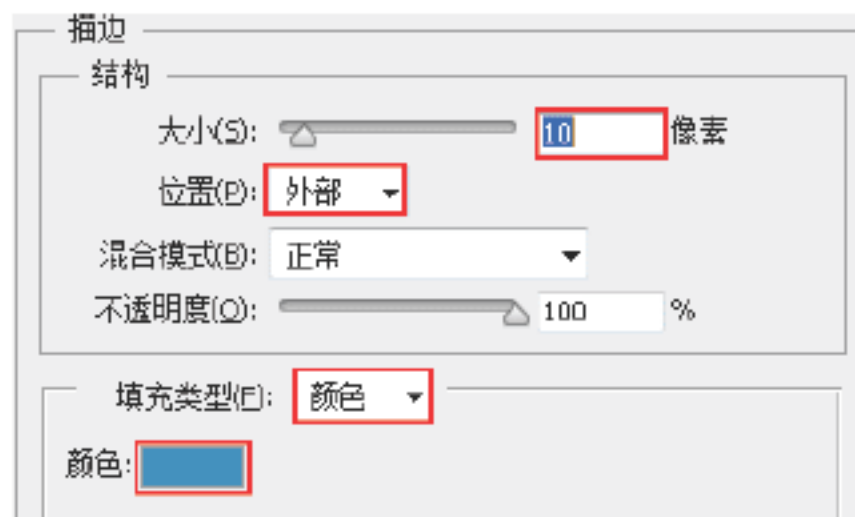 描边
结构
大小(S): 10 像素
位置(P): 外部
混合模式(B): 正常
不透明度(O): 100 %
填充类型(F): 颜色
颜色: